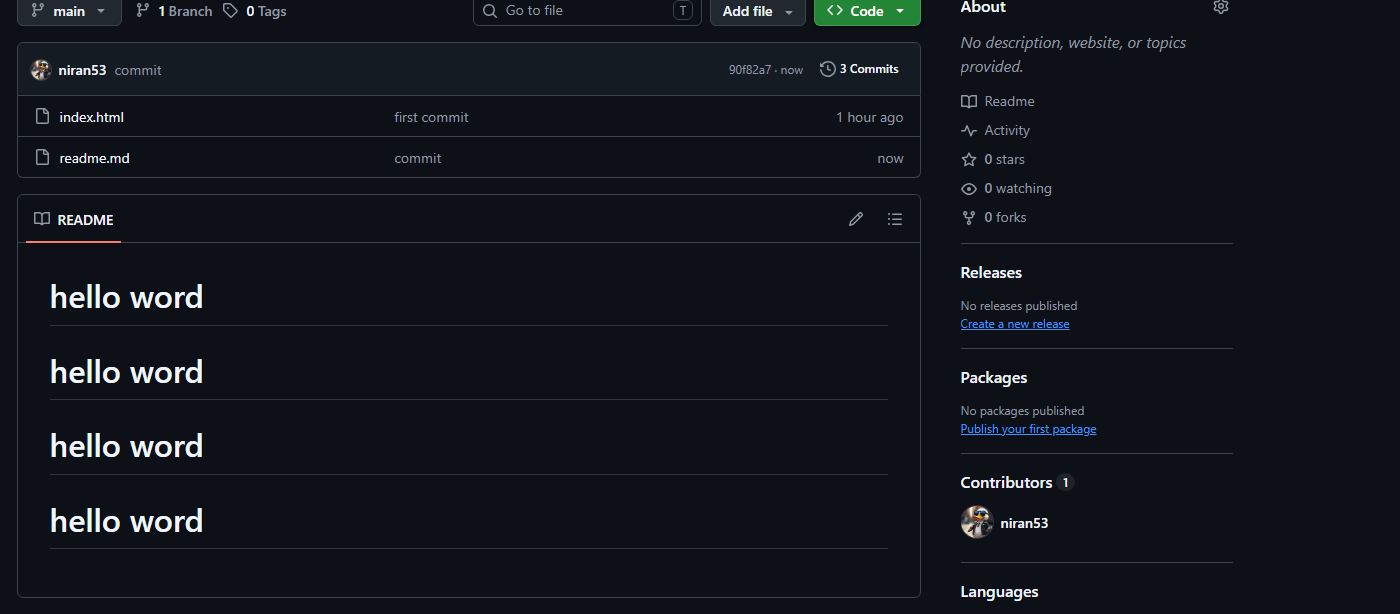 main 1 Branch 0 Tags Go to file T Add file Code
niran53 commit 90f82a7 · now 3 Commits
index.html first commit 1 hour ago
readme.md commit now
README
hello word
hello word
hello word
hello word
About
No description, website, or topics
provided.
Readme
Activity
0 stars
0 watching
0 forks
Releases
No releases published
Create a new release
Packages
No packages published
Publish your first package
Contributors 1
niran53
Languages